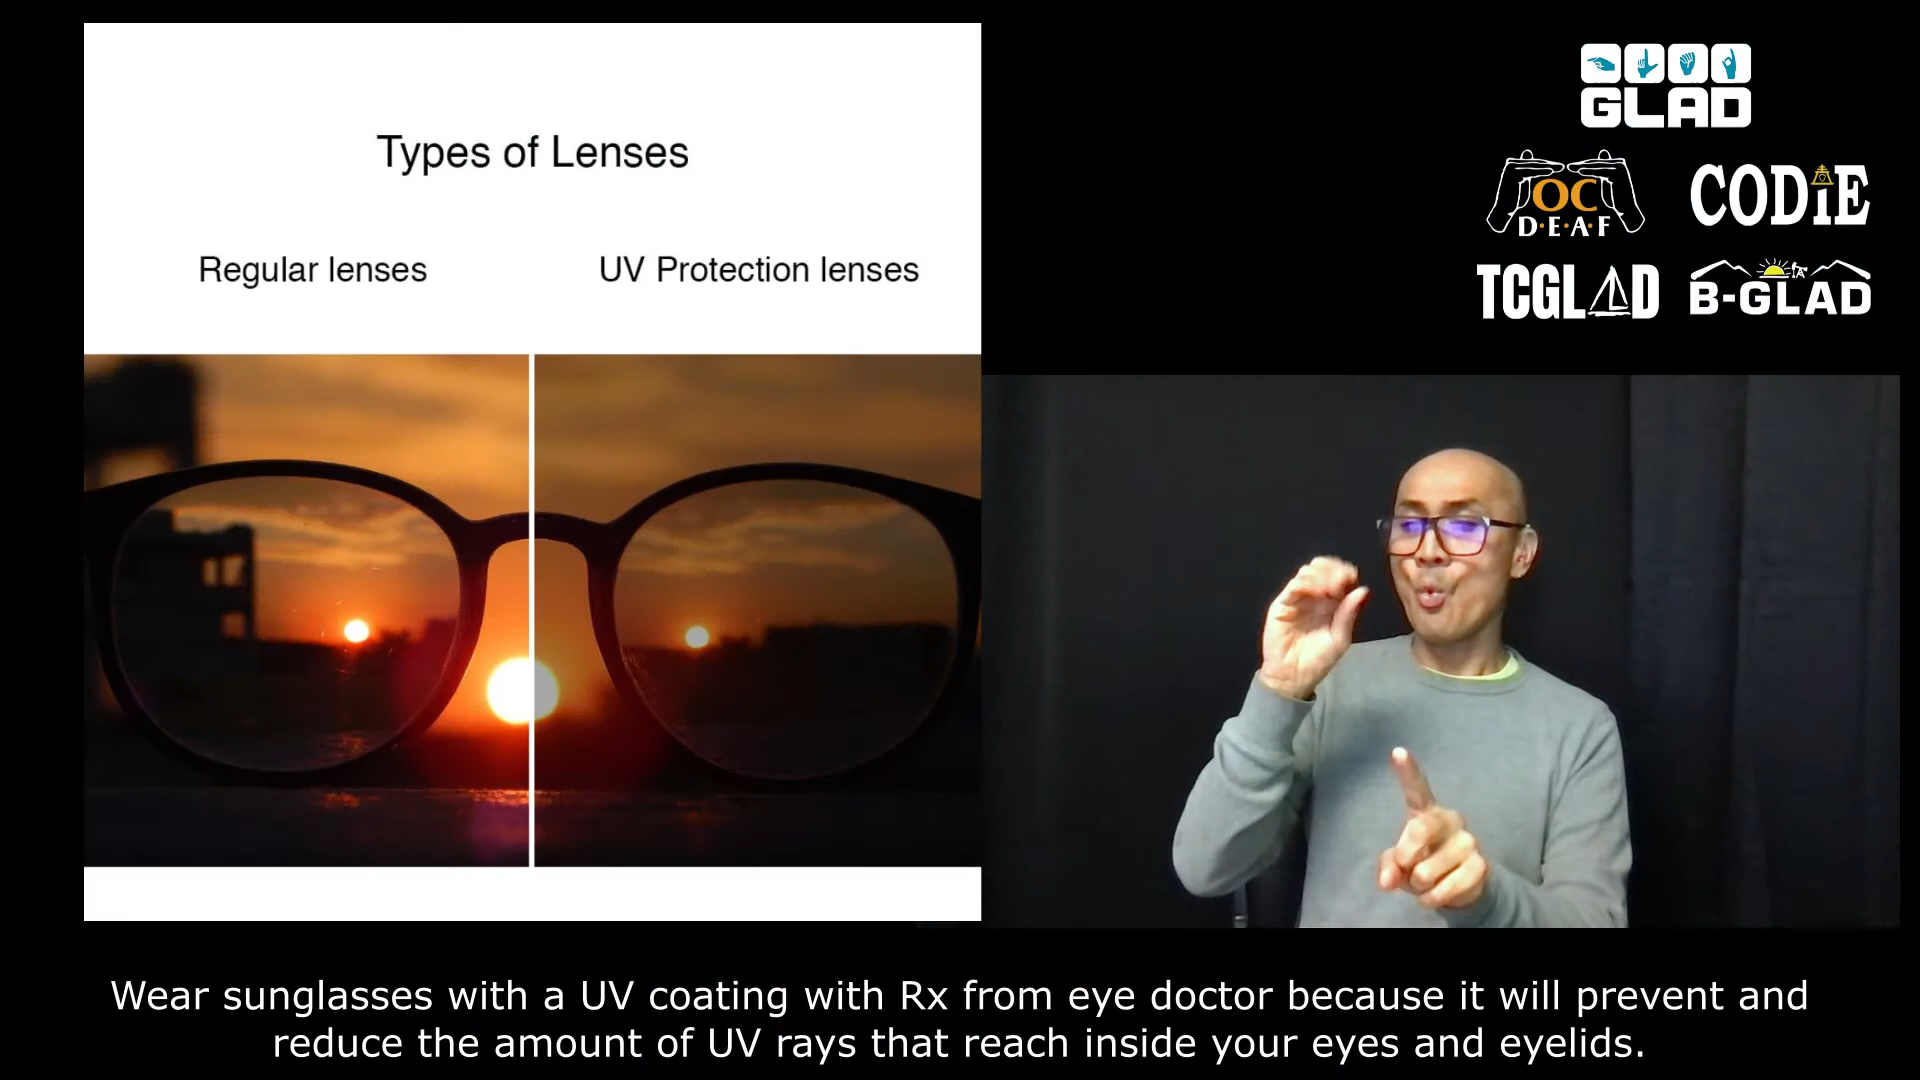 Types of Lenses
Regular lenses
UV Protection lenses
GLAD
OC
D·E·A·F
CODiE
TCGLAD
B-GLAD
Wear sunglasses with a UV coating with Rx from eye doctor because it will prevent and
reduce the amount of UV rays that reach inside your eyes and eyelids.